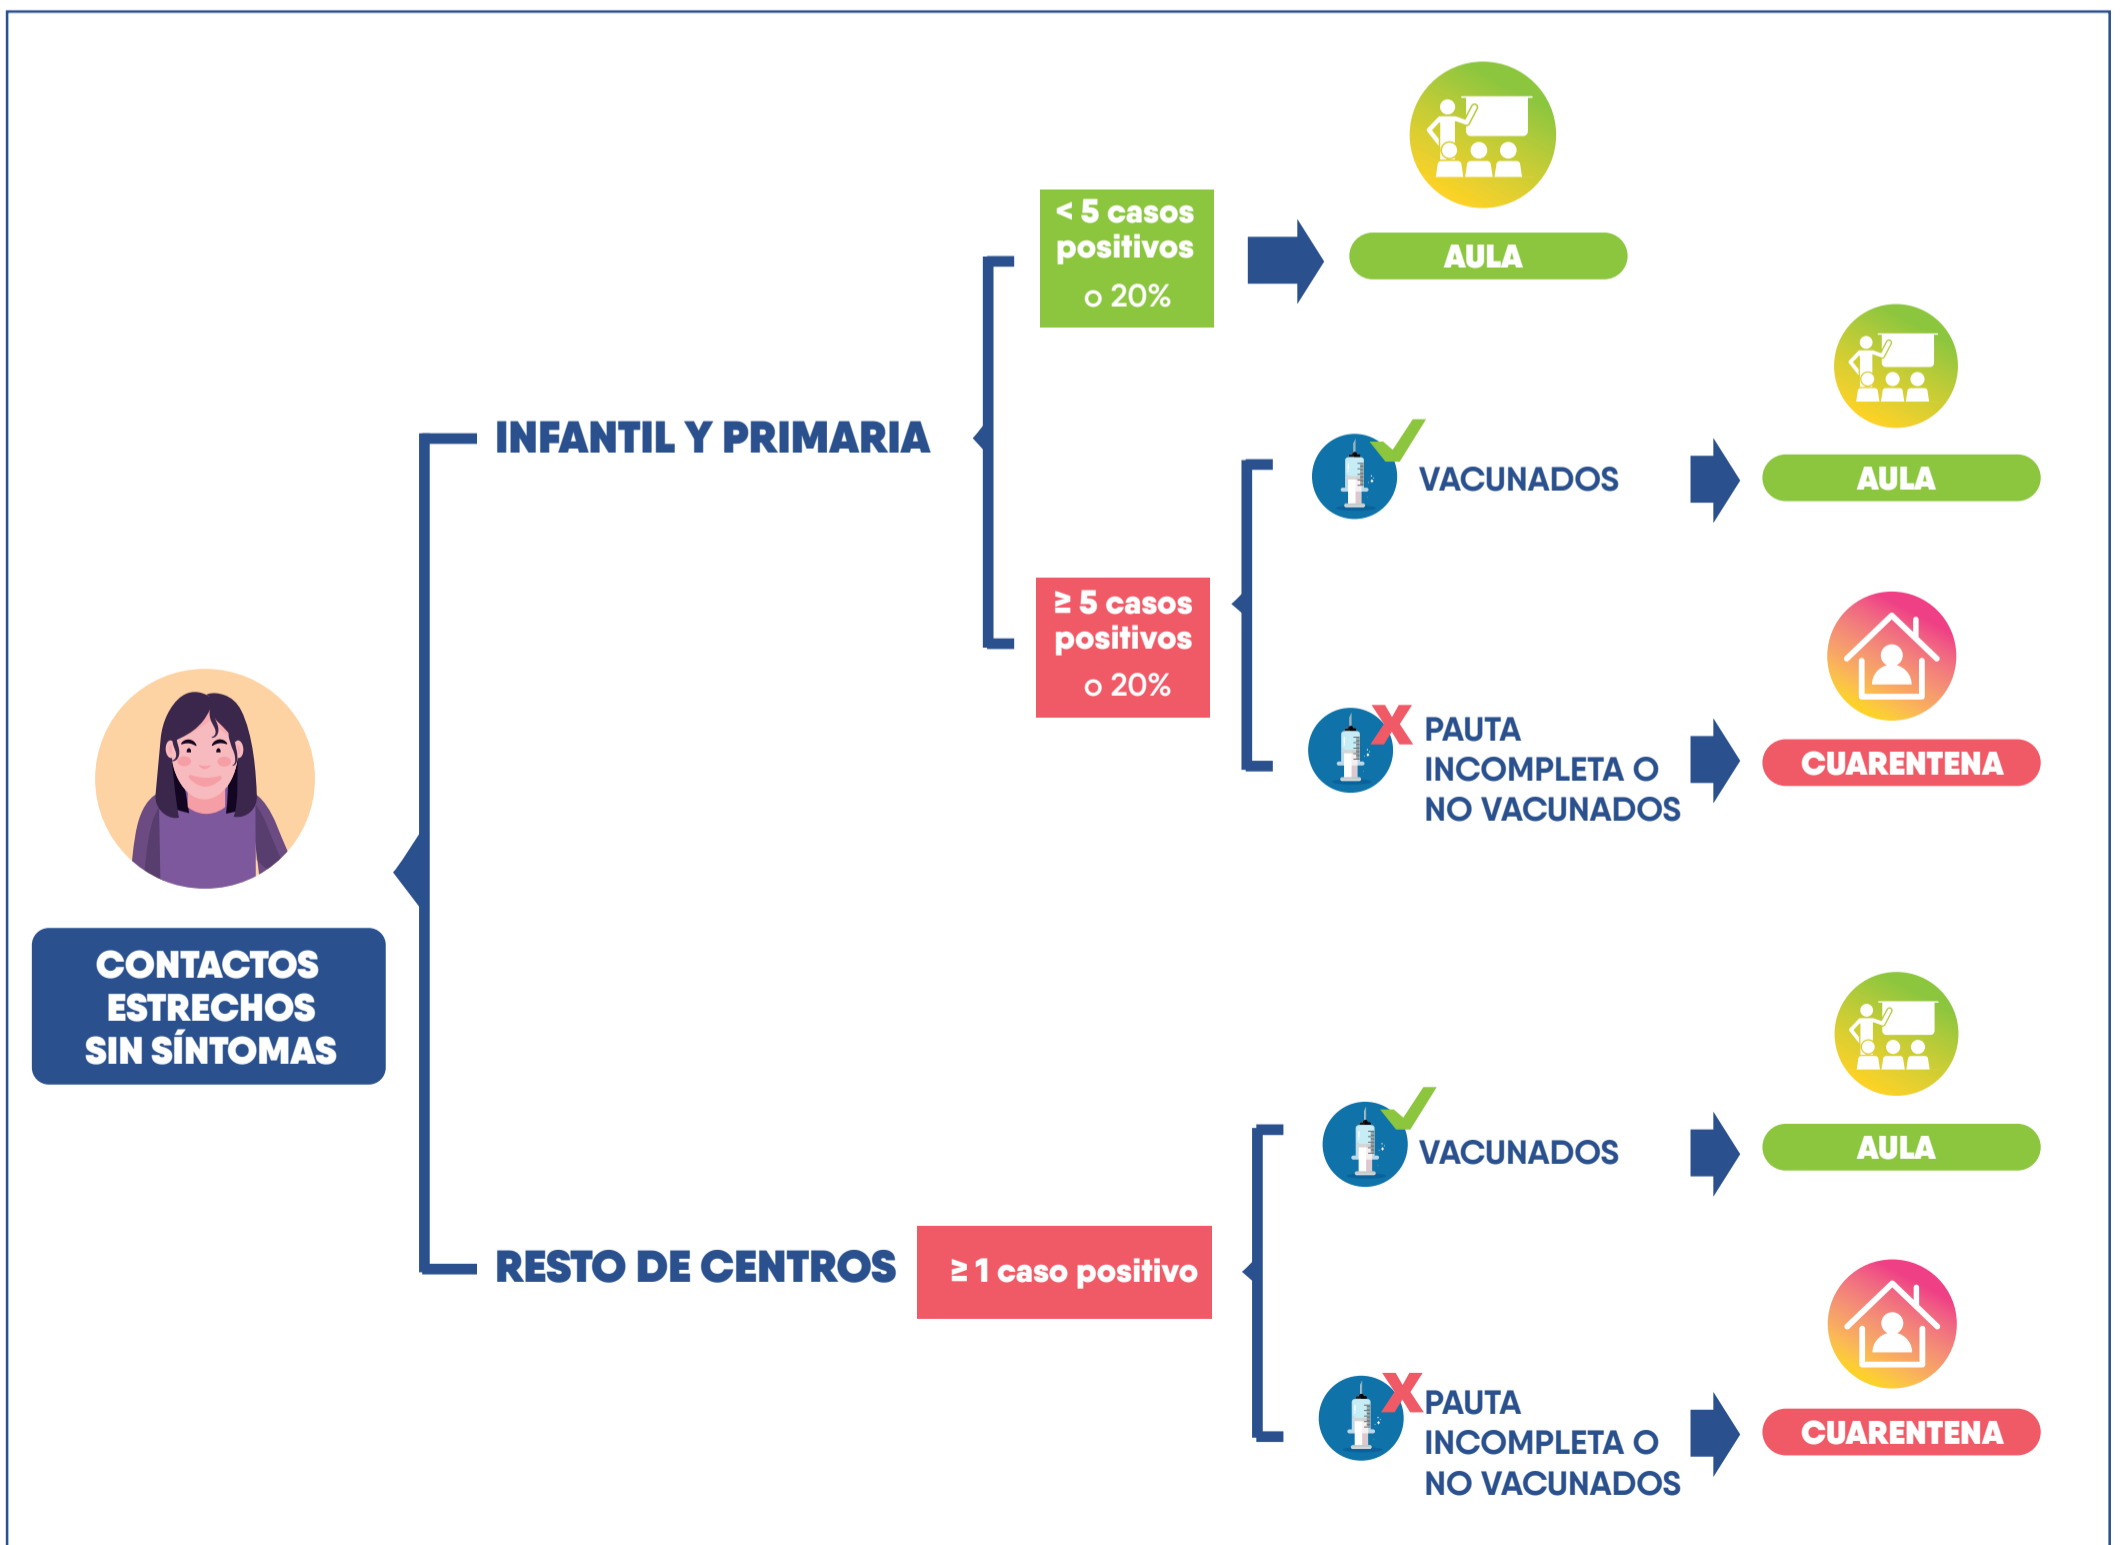 < 5 casos
positivos
o 20%
AULA
INFANTIL Y PRIMARIA
VACUNADOS
AULA
≥ 5 casos
positivos
o 20%
PAUTA
INCOMPLETA O
NO VACUNADOS
CUARENTENA
CONTACTOS
ESTRECHOS
SIN SÍNTOMAS
RESTO DE CENTROS
≥ 1 caso positivo
VACUNADOS
AULA
PAUTA
INCOMPLETA O
NO VACUNADOS
CUARENTENA